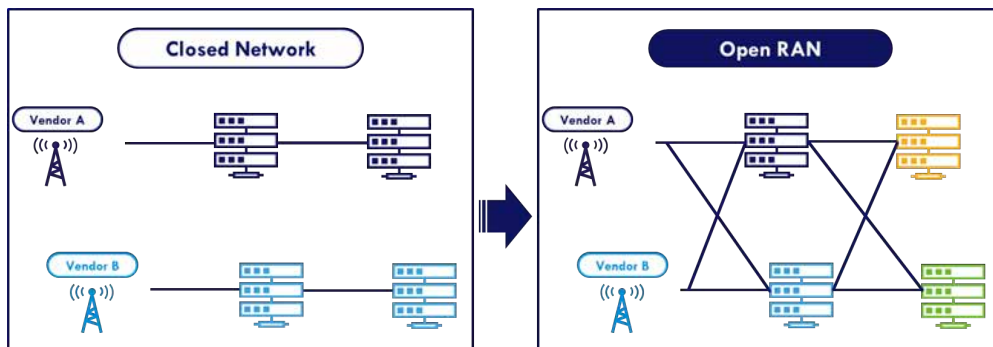 Closed Network
Open RAN
Vendor A
Vendor A
Vendor B
Vendor B